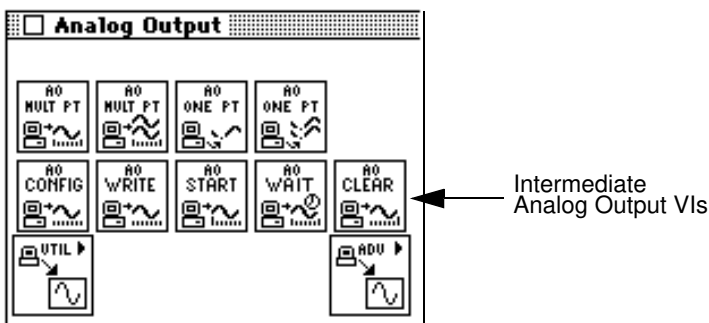 Analog Output
AO
MULT PT
AO
MULT PT
AO
ONE PT
AO
ONE PT
AO
CONFIG
AO
WRITE
AO
START
AO
WAIT
AO
CLEAR
Intermediate
Analog Output VIs
UTIL
ADV